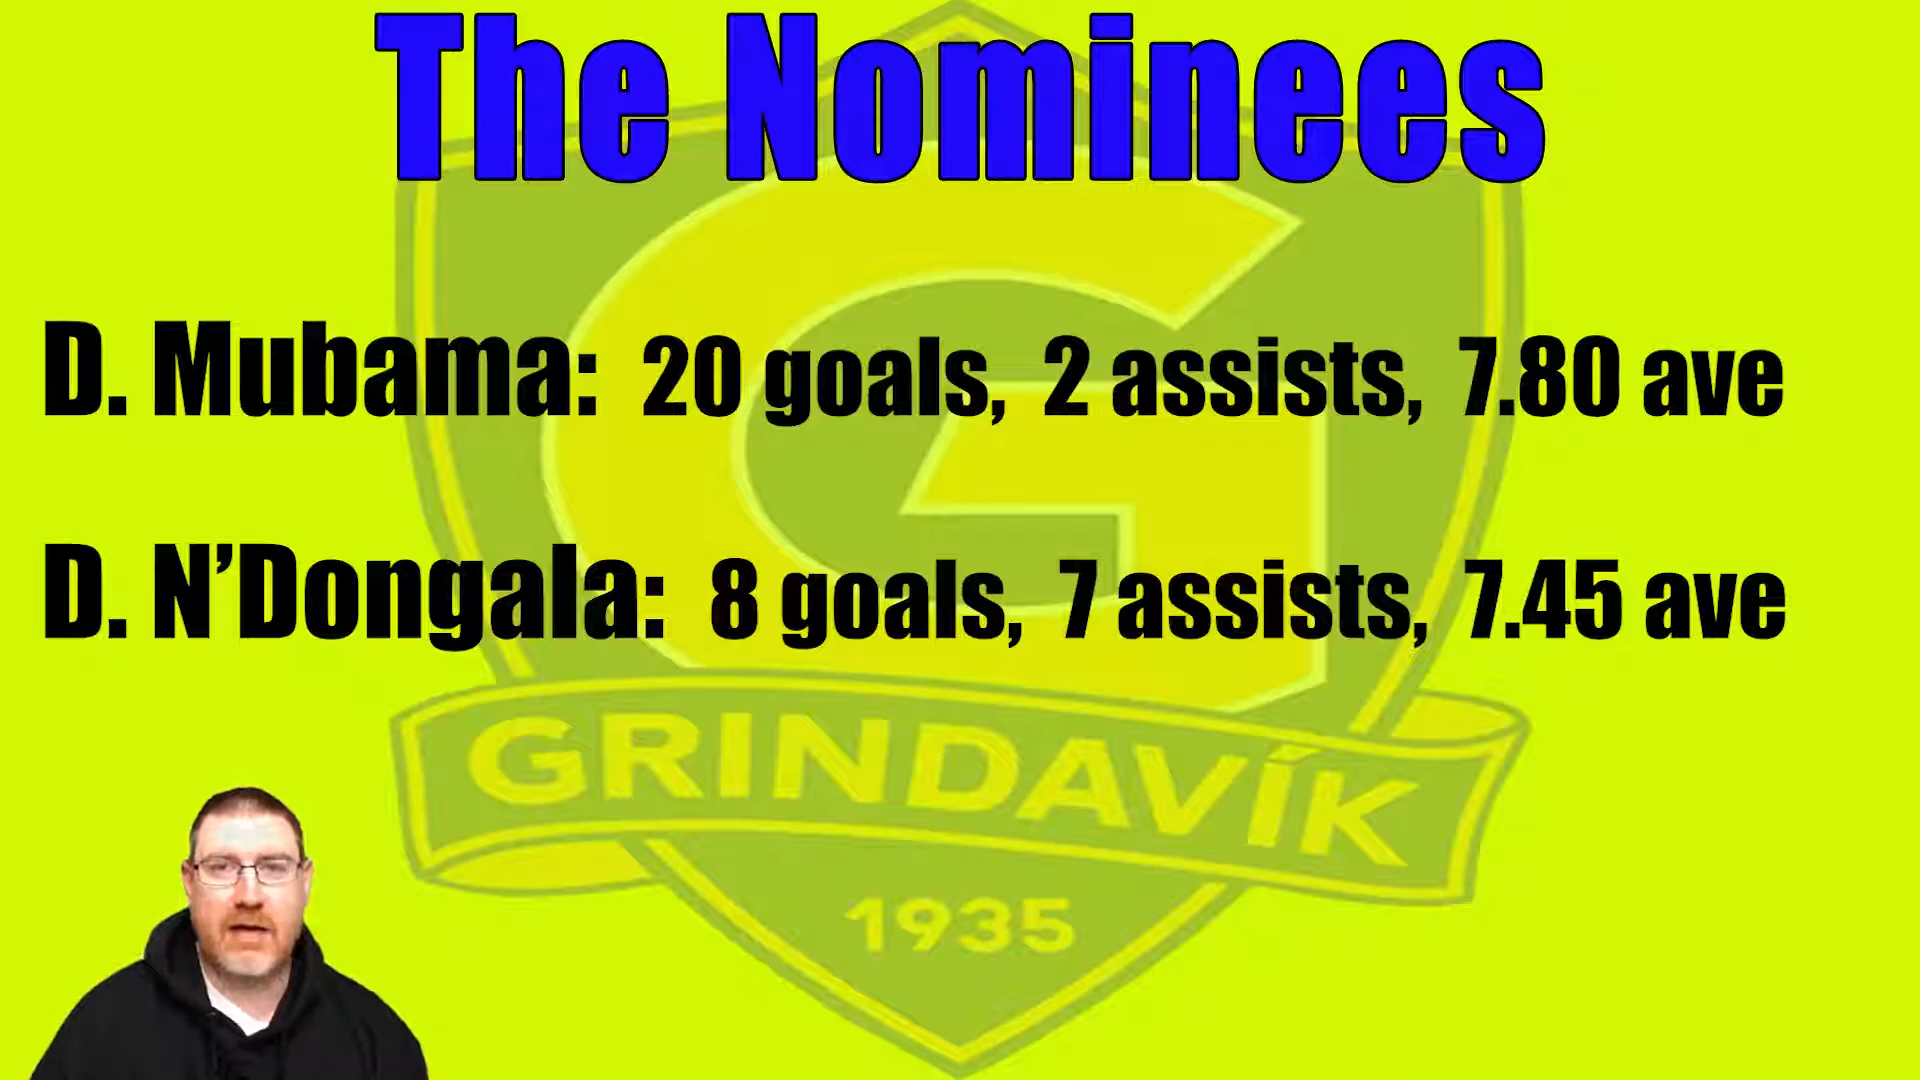 The Nominees
D. Mubama: 20 goals, 2 assists, 7.80 ave
D. N’Dongala: 8 goals, 7 assists, 7.45 ave
G
GRINDAVÍK
1935